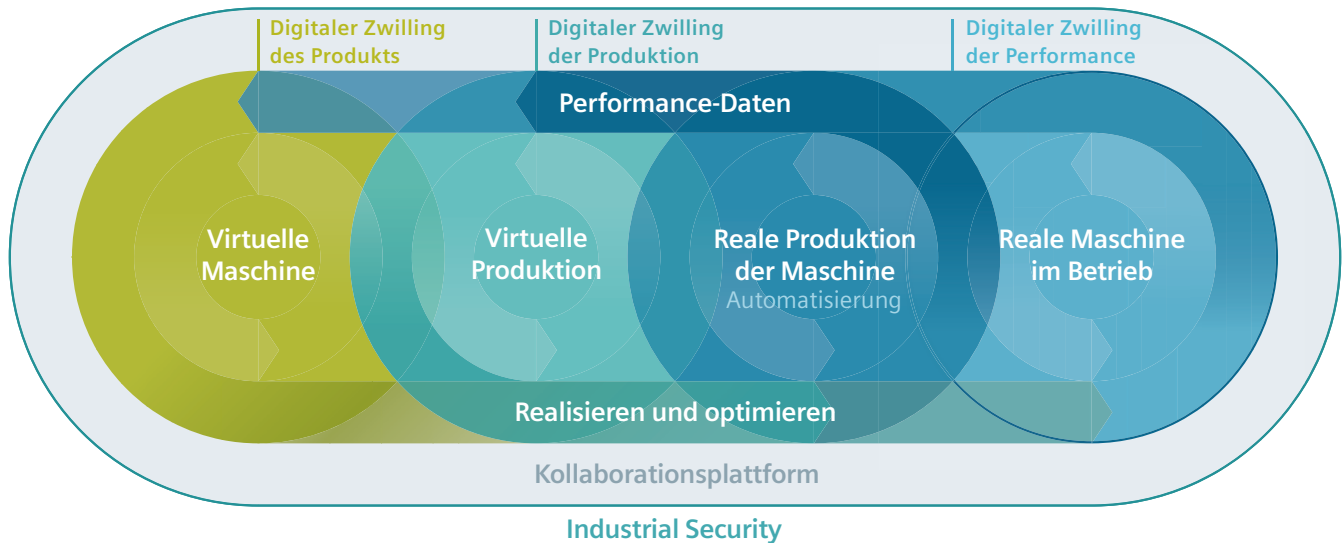 Digitaler Zwilling
des Produkts
Digitaler Zwilling
der Produktion
Digitaler Zwilling
der Performance
Performance-Daten
Virtuelle
Maschine
Virtuelle
Produktion
Reale Produktion
der Maschine
Automatisierung
Reale Maschine
im Betrieb
Realisieren und optimieren
Kollaborationsplattform
Industrial Security